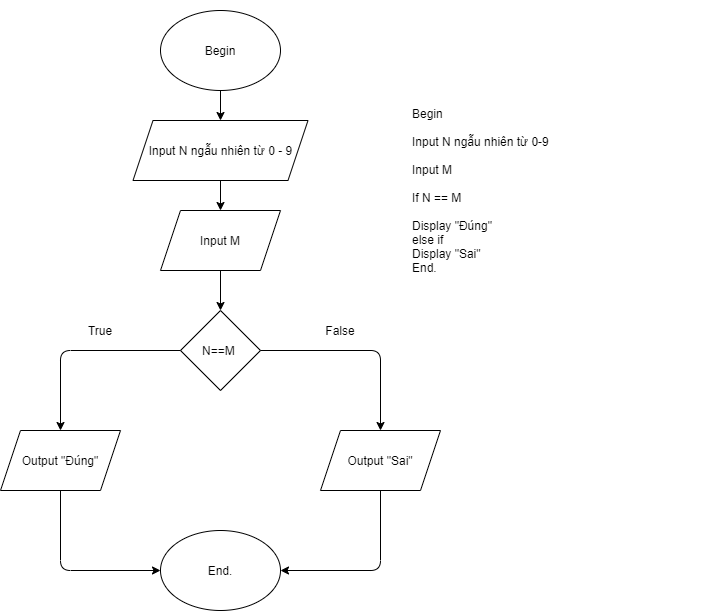 Begin
Input N ngẫu nhiên từ 0 - 9
Input M
N==M
True
False
Output "Đúng"
Output "Sai"
End.
Begin
Input N ngẫu nhiên từ 0-9
Input M
If N == M
Display "Đúng"
else if
Display "Sai"
End.